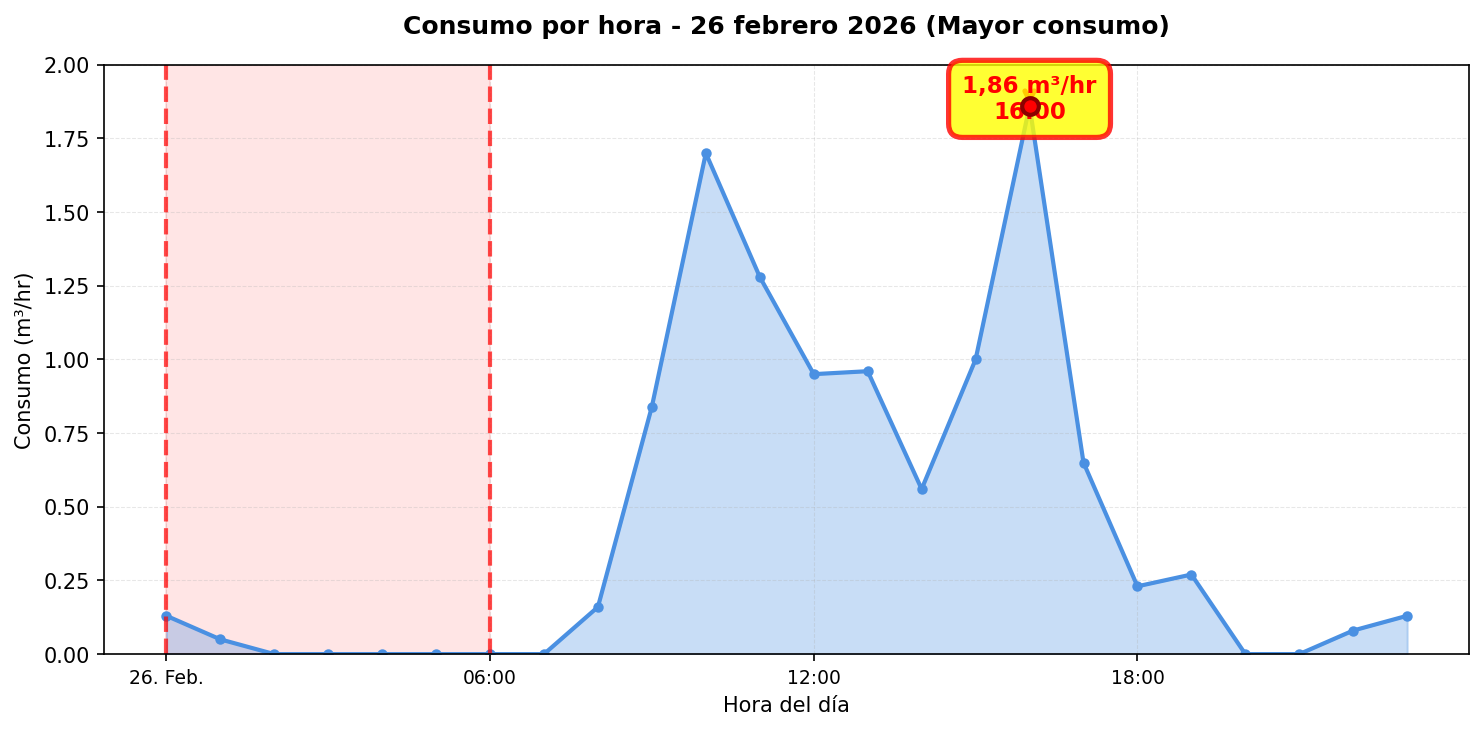 Consumo por hora - 26 febrero 2026 (Mayor consumo)
2.00
1,86 m³/hr
16:00
1.75
1.50
1.25
1.00
0.75
0.50
0.25
0.00
Consumo (m³/hr)
26. Feb.
06:00
12:00
18:00
Hora del día